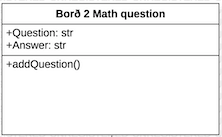 Borð 2 Math question
+Question: str
+Answer: str
+addQuestion()